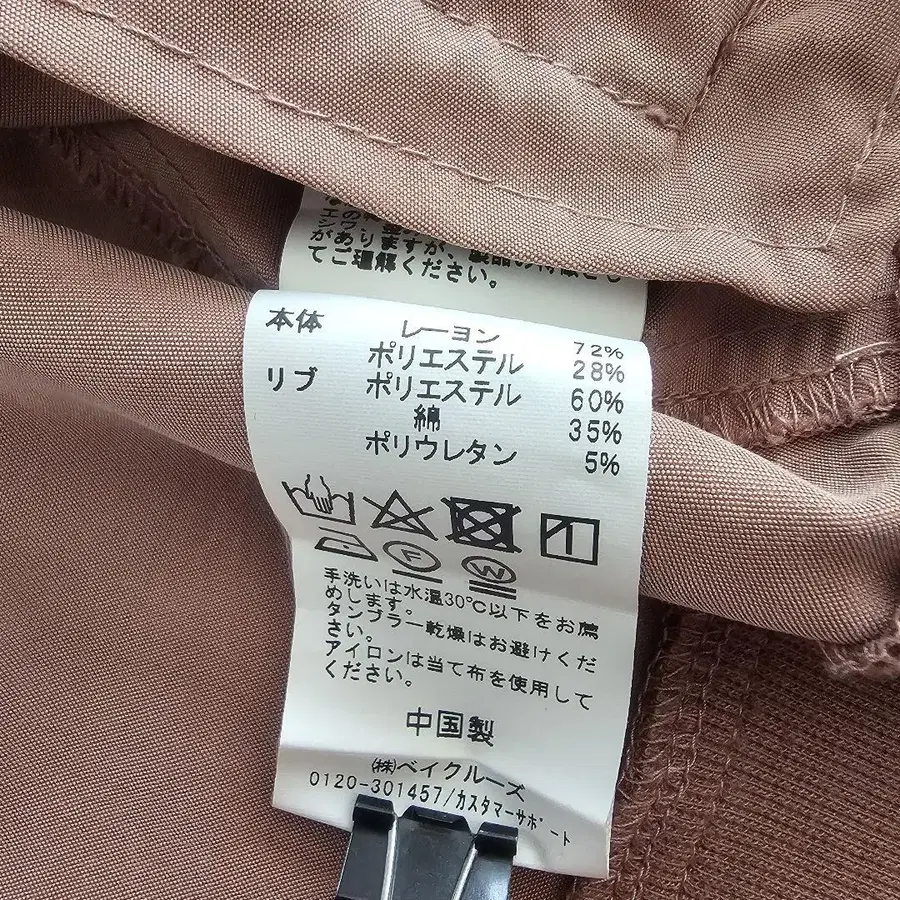 がありますが、
てご理解ください。
本体 レーヨン 72%
ポリエステル 28%
リブ ポリエステル 60%
綿 35%
ポリウレタン 5%
F W
手洗いは水温30℃以下をお薦
めします。
タンブラー乾燥はお避けくだ
さい。
アイロンは当て布を使用して
ください。
中国製
㈱ベイクルーズ
0120-301457/カスタマーサポート